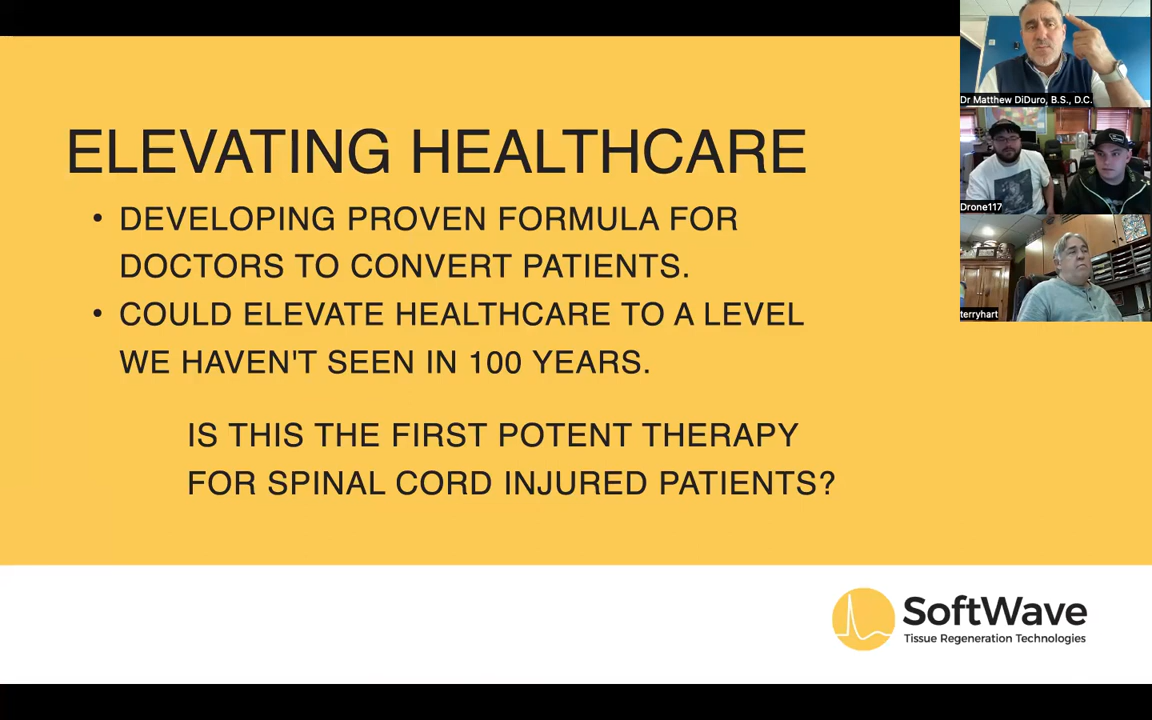 ELEVATING HEALTHCARE
• DEVELOPING PROVEN FORMULA FOR
DOCTORS TO CONVERT PATIENTS.
• COULD ELEVATE HEALTHCARE TO A LEVEL
WE HAVEN'T SEEN IN 100 YEARS.
IS THIS THE FIRST POTENT THERAPY
FOR SPINAL CORD INJURED PATIENTS?
SoftWave
Tissue Regeneration Technologies
Dr Matthew DiDuro, B.S., D.C.
Drone117
terryhart